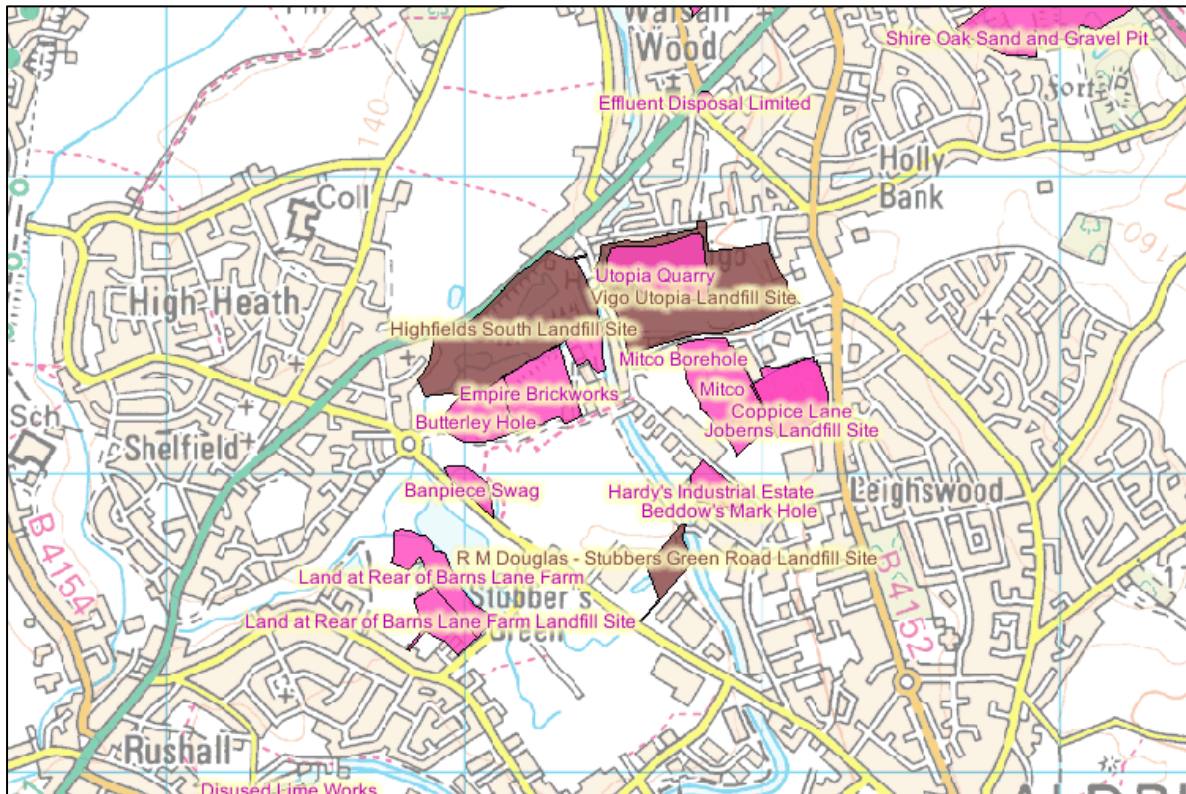 Walsall
Wood
Shire Oak Sand and Gravel Pit
Fort
Effluent Disposal Limited
140
Holly
Bank
Coll
160
Utopia Quarry
Vigo Utopia Landfill Site
High Heath
Highfields South Landfill Site
Mitco Borehole
Empire Brickworks
Mitco
Coppice Lane
Butterley Hole
Joberns Landfill Site
Sch
Shelfield
Banpiece Swag
Hardy's Industrial Estate
Leighswood
Beddow's Mark Hole
B 4154
R M Douglas - Stubbers Green Road Landfill Site
Land at Rear of Barns Lane Farm
Stubber's
Land at Rear of Barns Lane Farm Landfill Site
Green
B 4152
Rushall
Disused Lime Works